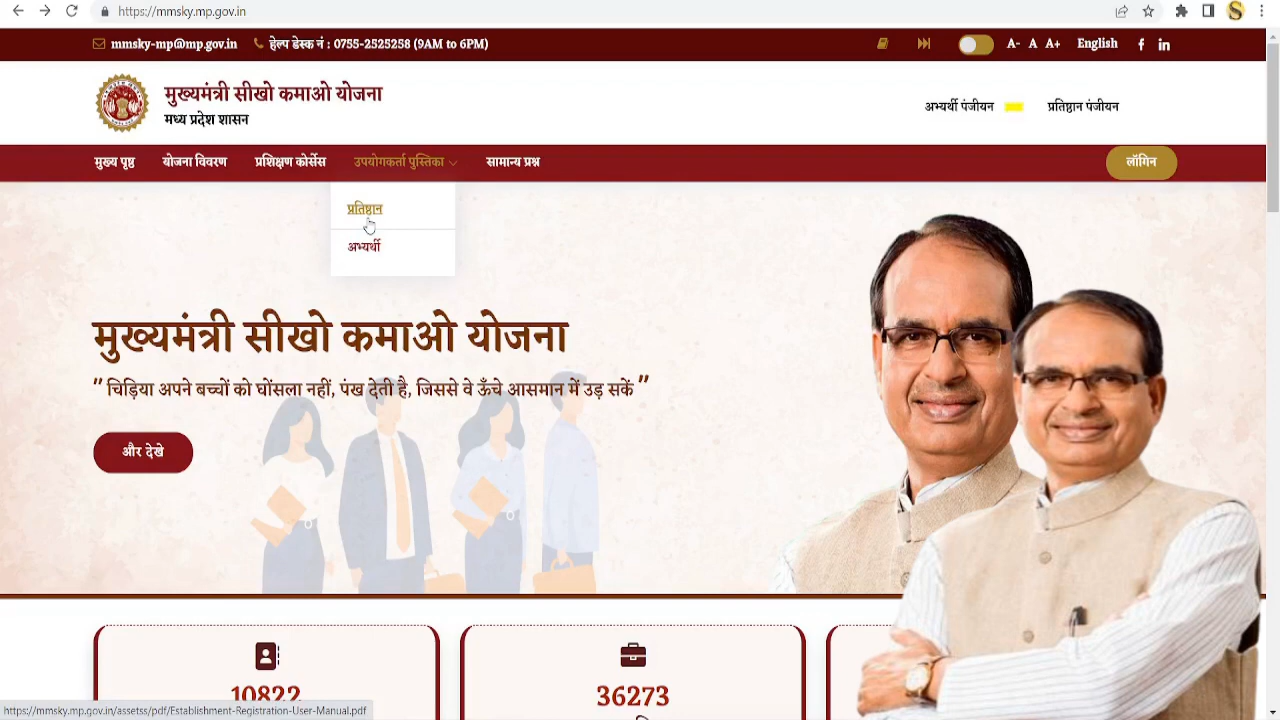 https://mmsky.mp.gov.in
mmsky-mp@mp.gov.in हेल्प डेस्क नं : 0755-2525258 (9AM to 6PM) A- A A+ English
मुख्यमंत्री सीखो कमाओ योजना
मध्य प्रदेश शासन
अभ्यर्थी पंजीयन प्रतिष्ठान पंजीयन
मुख्य पृष्ठ योजना विवरण प्रशिक्षण कोर्सेस उपयोगकर्ता पुस्तिका सामान्य प्रश्न लॉगिन
प्रतिष्ठान
अभ्यर्थी
मुख्यमंत्री सीखो कमाओ योजना
"चिड़िया अपने बच्चों को घोंसला नहीं, पंख देती है, जिससे वे ऊँचे आसमान में उड़ सकें"
और देखे
10822 36273
https://mmsky.mp.gov.in/assetss/pdf/Establishment-Registration-User-Manual.pdf